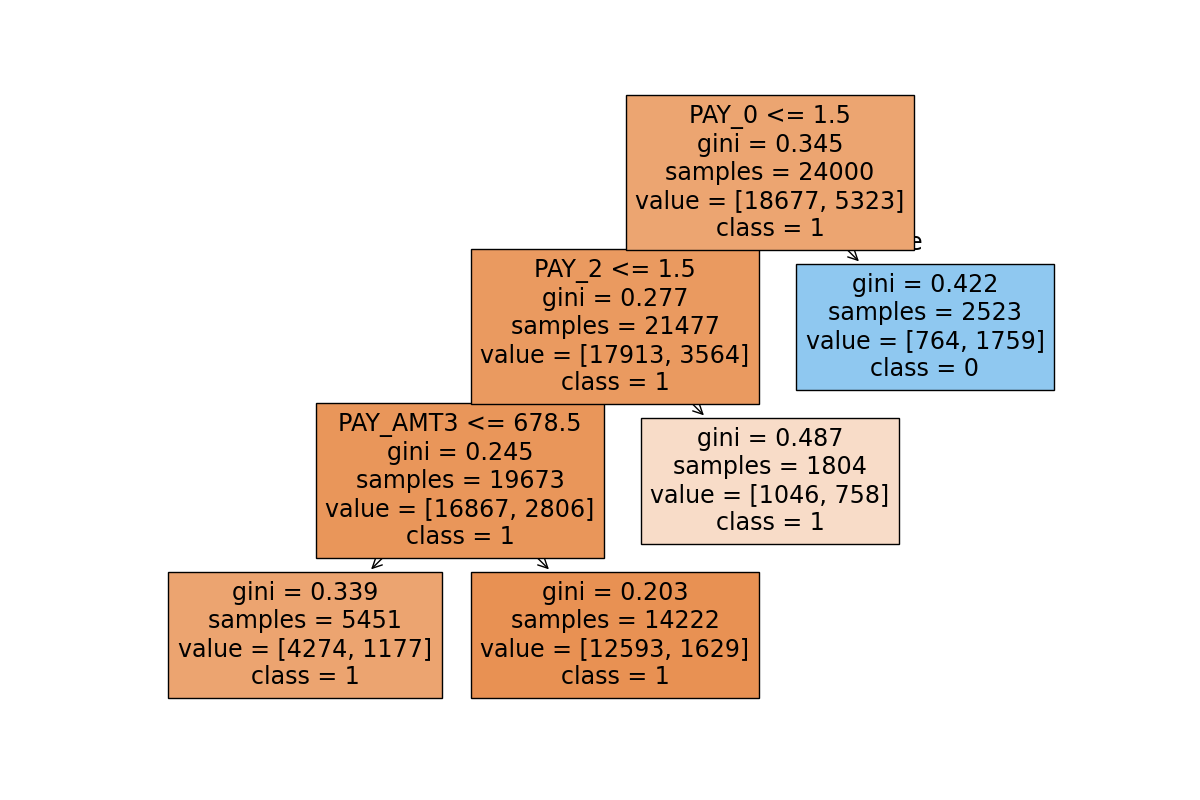 PAY_0 <= 1.5
gini = 0.345
samples = 24000
value = [18677, 5323]
class = 1
PAY_2 <= 1.5
gini = 0.277
samples = 21477
value = [17913, 3564]
class = 1
gini = 0.422
samples = 2523
value = [764, 1759]
class = 0
PAY_AMT3 <= 678.5
gini = 0.245
samples = 19673
value = [16867, 2806]
class = 1
gini = 0.487
samples = 1804
value = [1046, 758]
class = 1
gini = 0.339
samples = 5451
value = [4274, 1177]
class = 1
gini = 0.203
samples = 14222
value = [12593, 1629]
class = 1